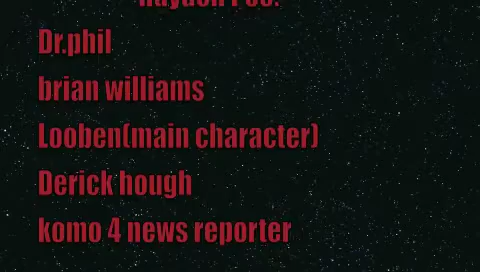 Dr.phil
brian williams
Looben(main character)
Derick hough
komo 4 news reporter